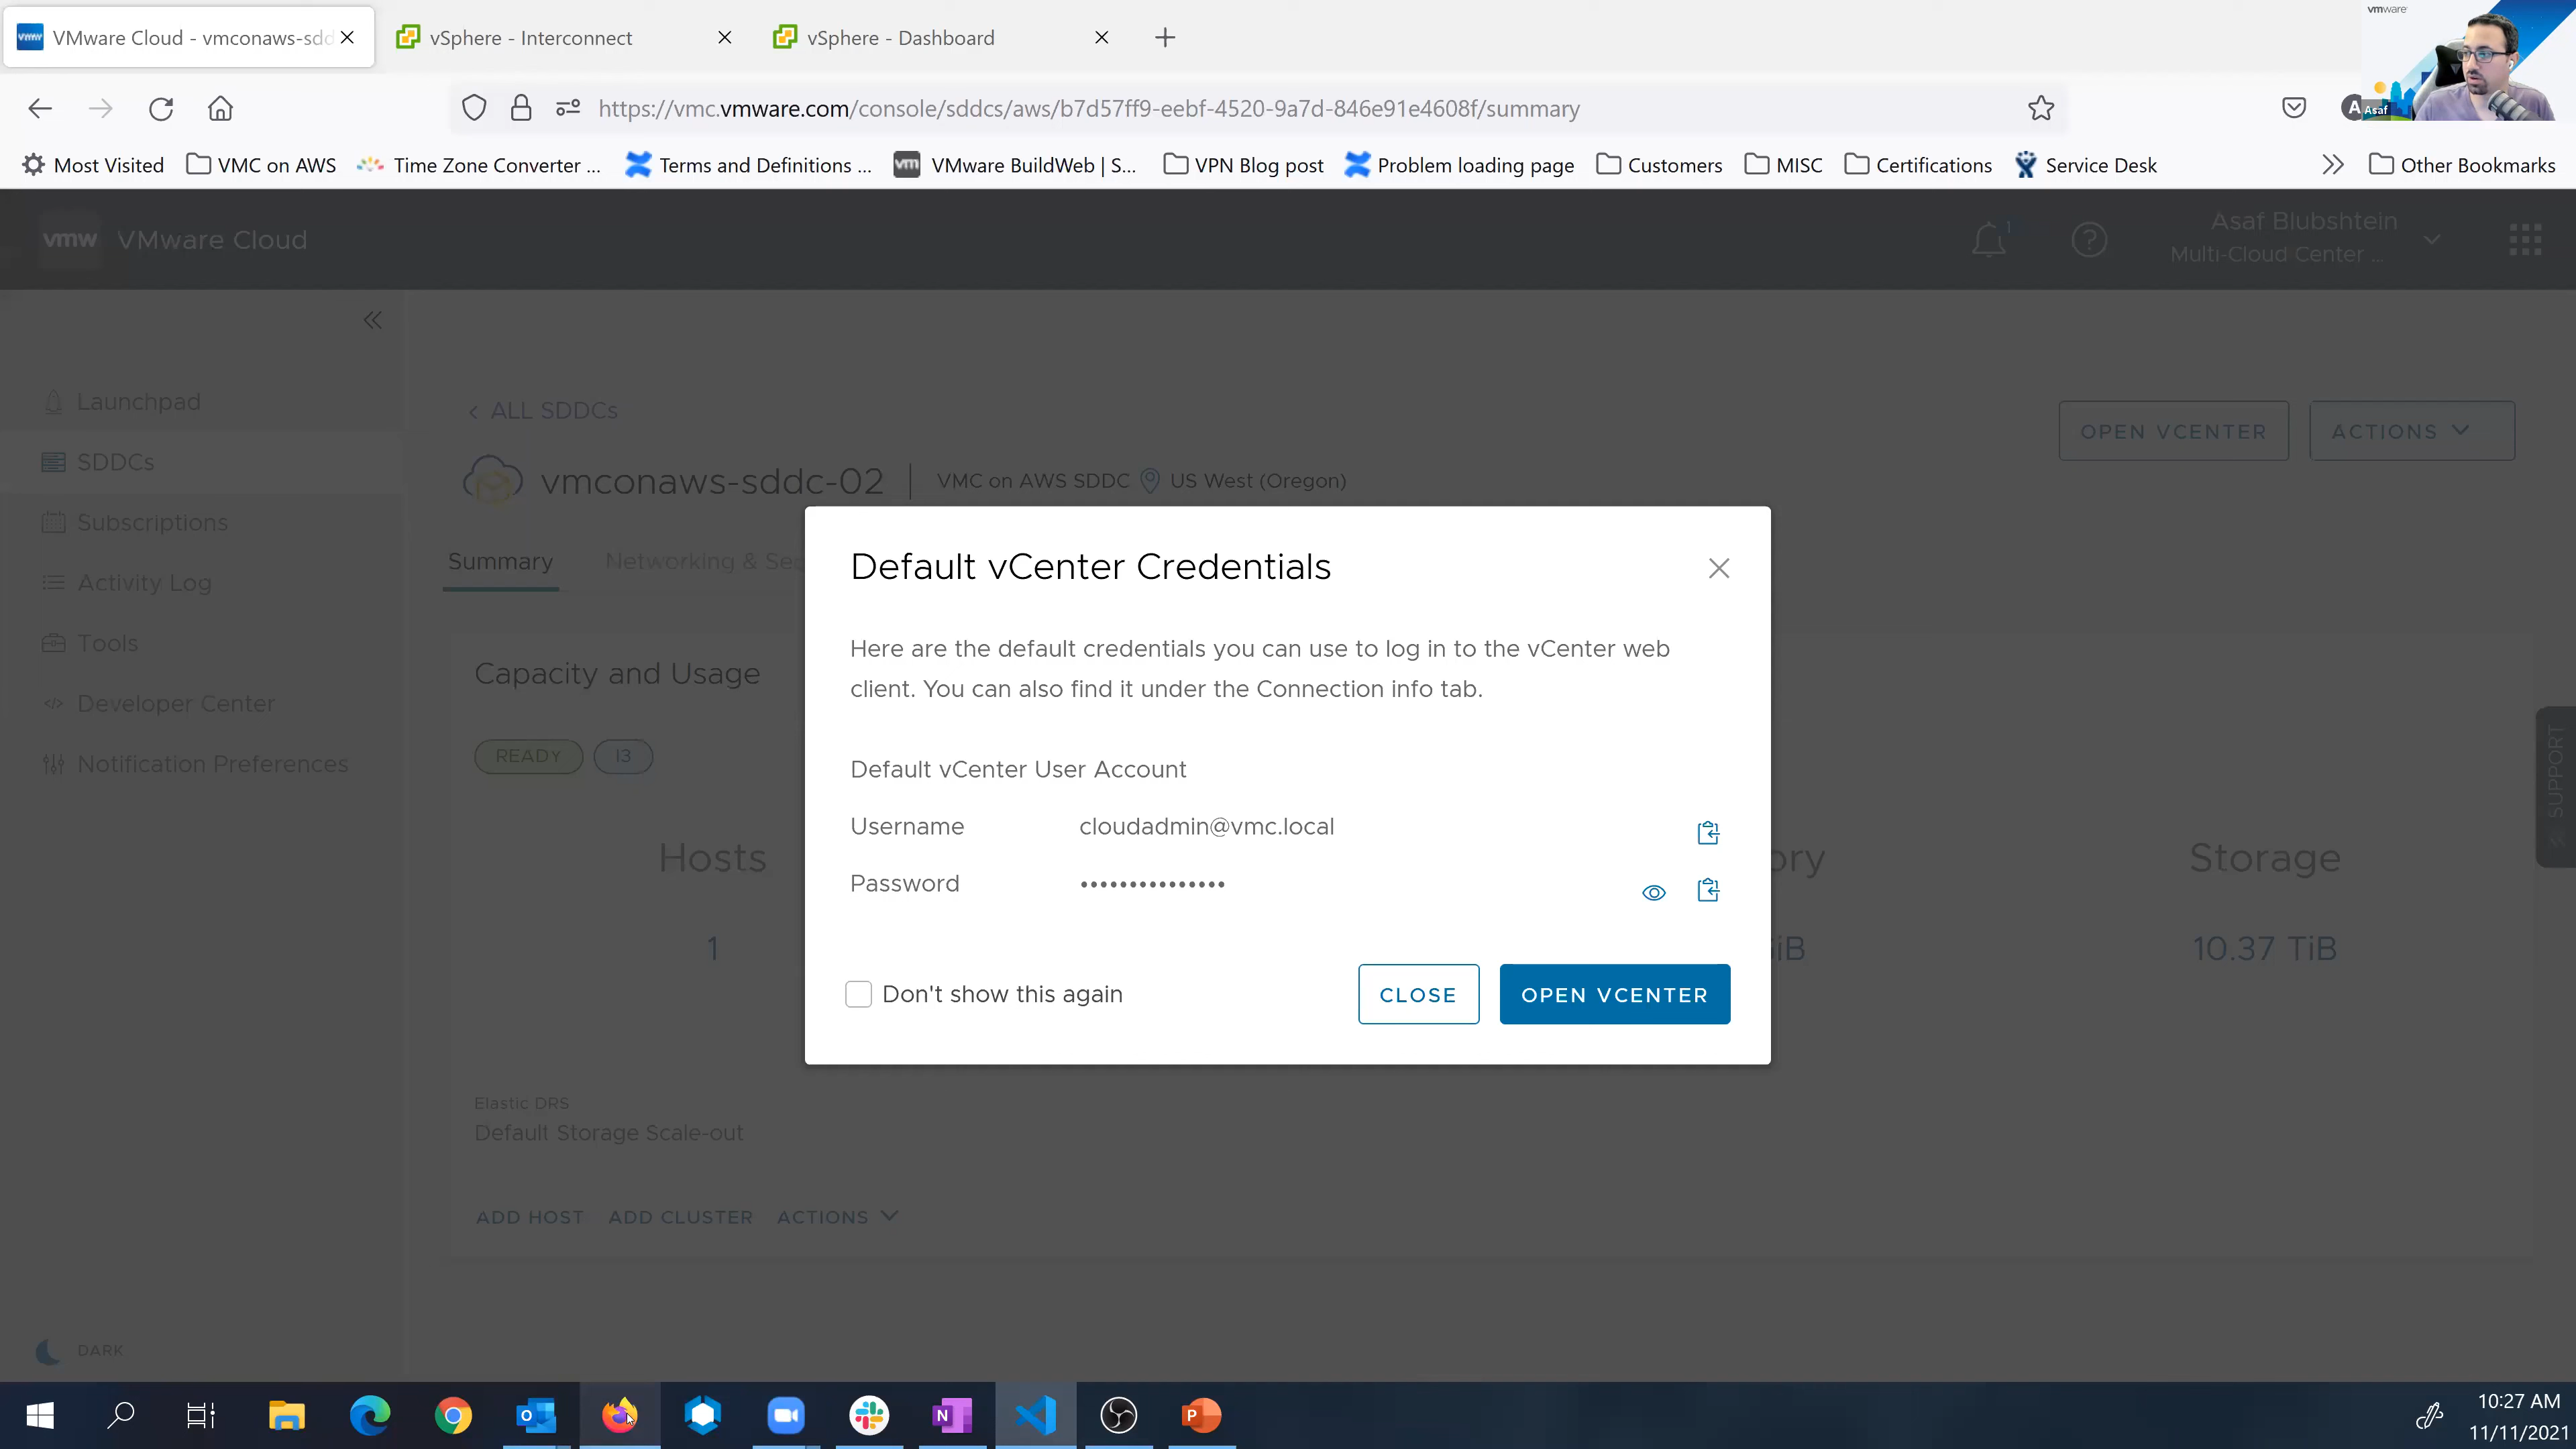 VMware Cloud - vmconaws-sdd
vSphere - Interconnect
vSphere - Dashboard
vmware
Asaf
https://vmc.vmware.com/console/sddcs/aws/b7d57ff9-eebf-4520-9a7d-846e91e4608f/summary
A
Most Visited
VMC on AWS
Time Zone Converter ...
Terms and Definitions ...
VMware BuildWeb | S...
VPN Blog post
Problem loading page
Customers
MISC
Certifications
Service Desk
Other Bookmarks
vmw VMware Cloud
1
Asaf Blubshtein
Multi-Cloud Center ...
Launchpad
SDDCs
Subscriptions
Activity Log
Tools
Developer Center
Notification Preferences
DARK
ALL SDDCs
OPEN VCENTER
ACTIONS
vmconaws-sddc-02
VMC on AWS SDDC
US West (Oregon)
Summary
Networking & Sec
Capacity and Usage
READY
I3
Hosts
1
ory
iB
Storage
10.37 TiB
Elastic DRS
Default Storage Scale-out
ADD HOST
ADD CLUSTER
ACTIONS
SUPPORT
Default vCenter Credentials
Here are the default credentials you can use to log in to the vCenter web
client. You can also find it under the Connection info tab.
Default vCenter User Account
Username cloudadmin@vmc.local
Password •••••••••••••••
Don't show this again
CLOSE
OPEN VCENTER
10:27 AM
11/11/2021